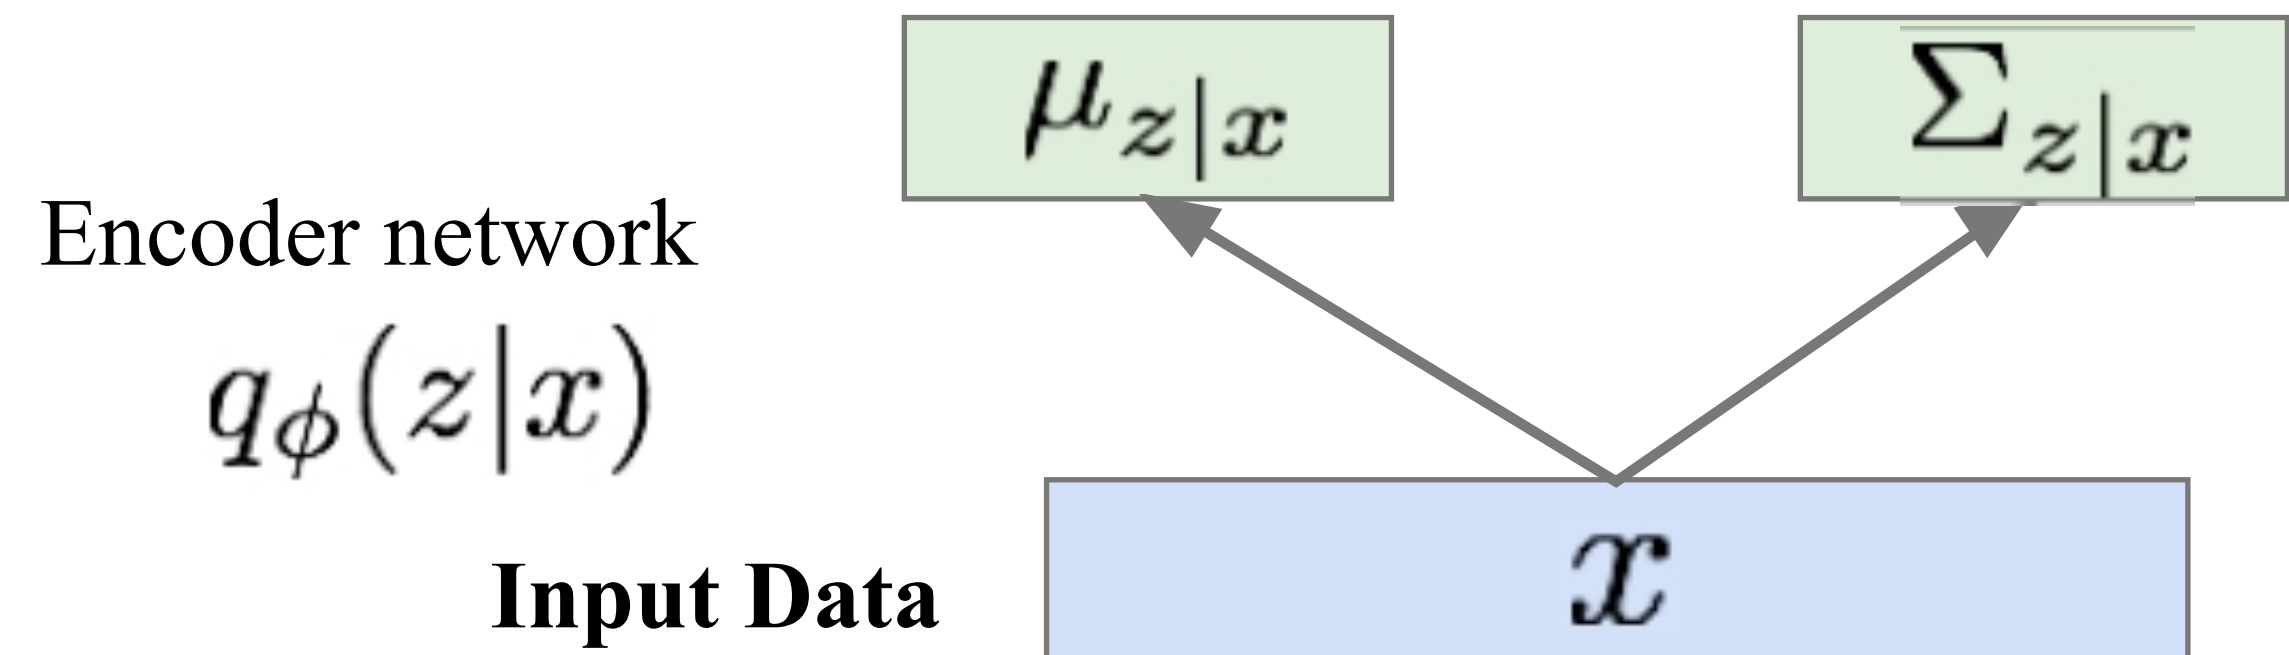 μ_{z|x}
Σ_{z|x}
Encoder network
q_ϕ(z|x)
Input Data
x